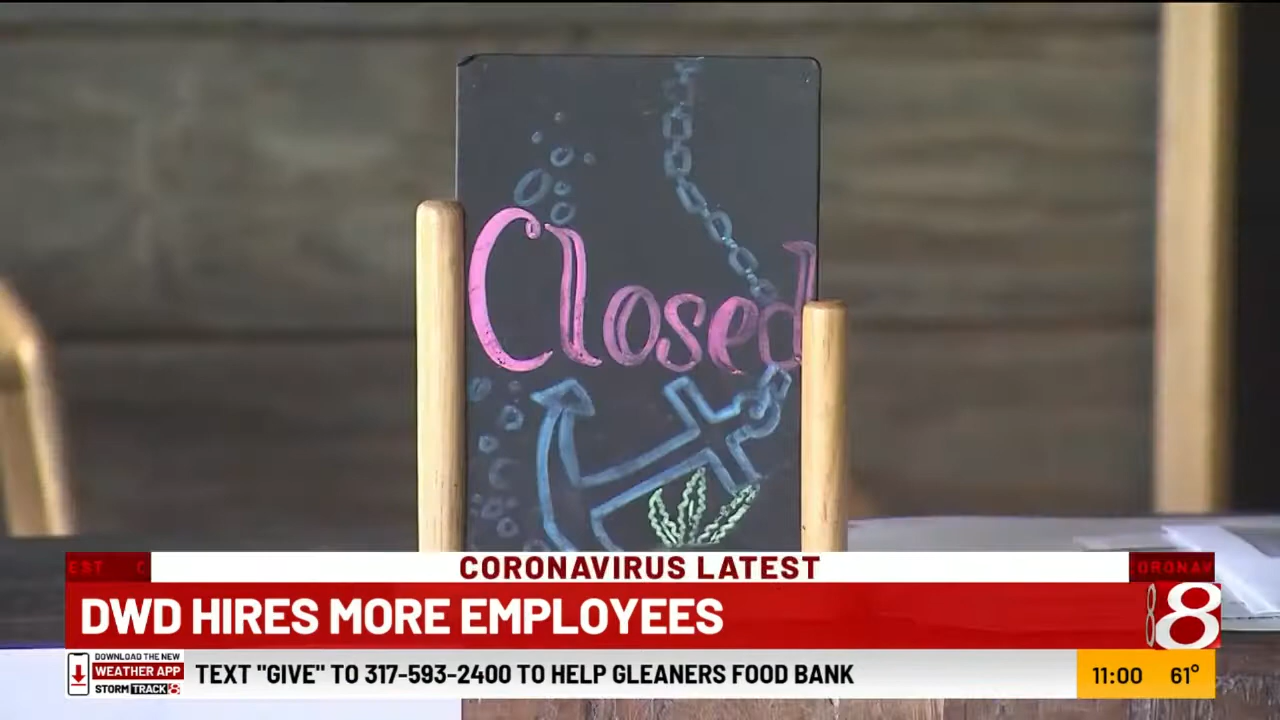 Closed
CORONAVIRUS LATEST
DWD HIRES MORE EMPLOYEES
8
DOWNLOAD THE NEW
WEATHER APP
STORM TRACK 8
TEXT "GIVE" TO 317-593-2400 TO HELP GLEANERS FOOD BANK
11:00 61°